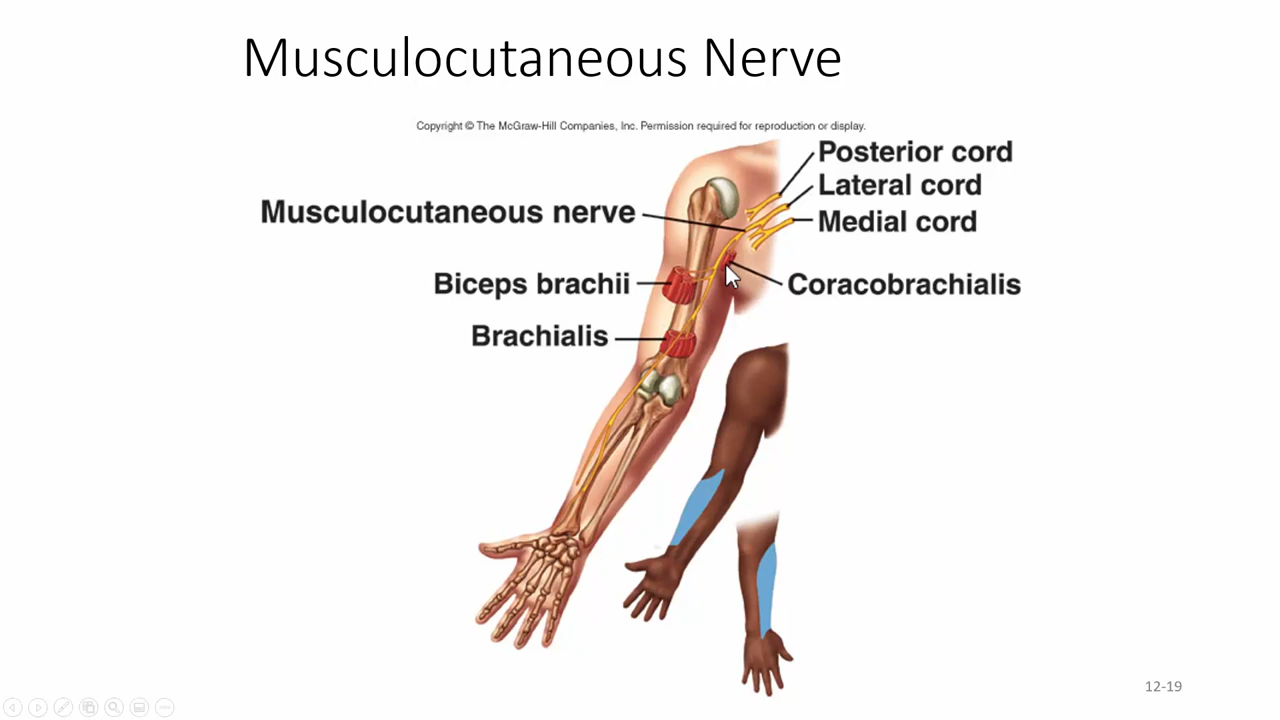 Musculocutaneous Nerve
Copyright © The McGraw-Hill Companies, Inc. Permission required for reproduction or display.
Posterior cord
Lateral cord
Musculocutaneous nerve
Medial cord
Biceps brachii
Coracobrachialis
Brachialis
12-19